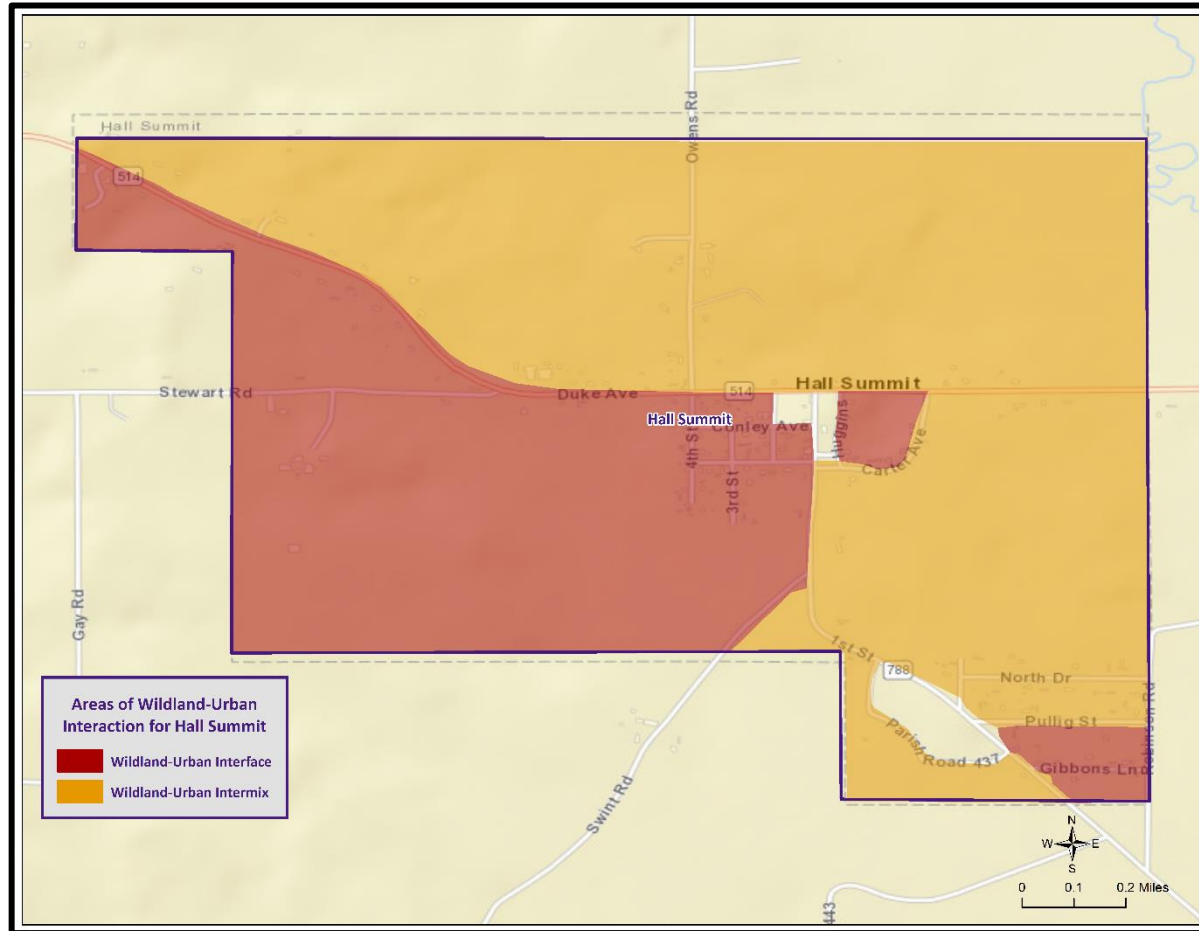 Hall Summit
514
Owens Rd
Stewart Rd
Duke Ave
514
Hall Summit
Hall Summit
Conley Ave
Huggins
4th St
3rd St
Carter Ave
Gay Rd
1st St
788
North Dr
Pullig St
Robinson Rd
Parish Road 437
Gibbons Ln
Swint Rd
443
Areas of Wildland-Urban
Interaction for Hall Summit
Wildland-Urban Interface
Wildland-Urban Intermix
N
W E
S
0 0.1 0.2 Miles